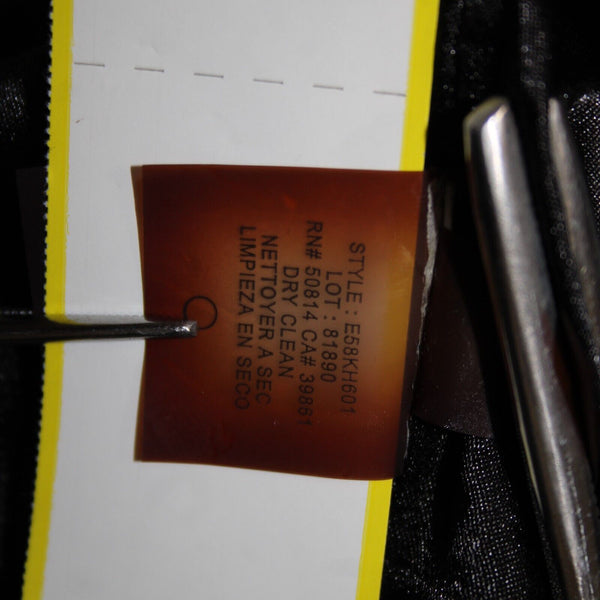 STYLE : E58KH601
LOT : 81890
RN# 50814 CA# 39861
DRY CLEAN
NETTOYER A SEC
LIMPIEZA EN SECO